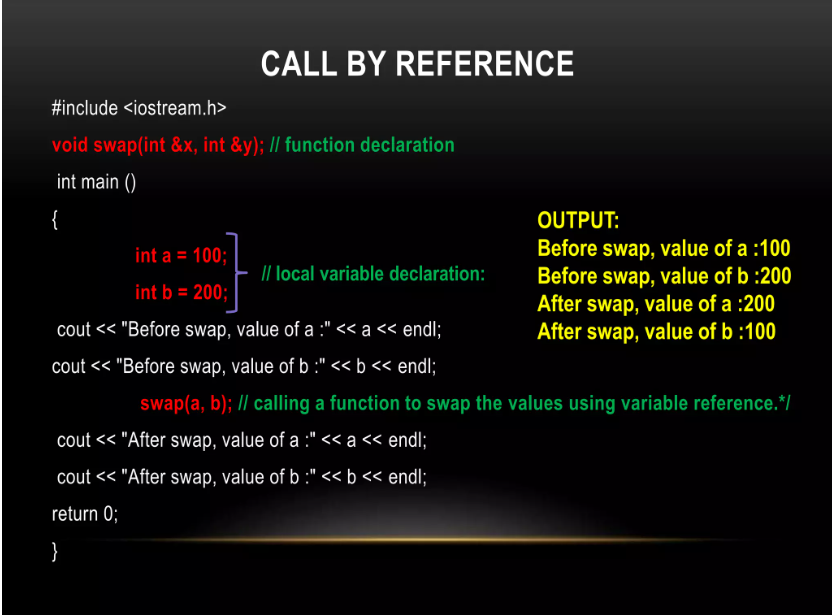 CALL BY REFERENCE
#include <iostream.h>
void swap(int &x, int &y); // function declaration
int main ()
{
int a = 100;
// local variable declaration:
int b = 200;
cout << "Before swap, value of a :" << a << endl;
cout << "Before swap, value of b :" << b << endl;
swap(a, b); // calling a function to swap the values using variable reference.*/
cout << "After swap, value of a :" << a << endl;
cout << "After swap, value of b :" << b << endl;
return 0;
}
OUTPUT:
Before swap, value of a :100
Before swap, value of b :200
After swap, value of a :200
After swap, value of b :100